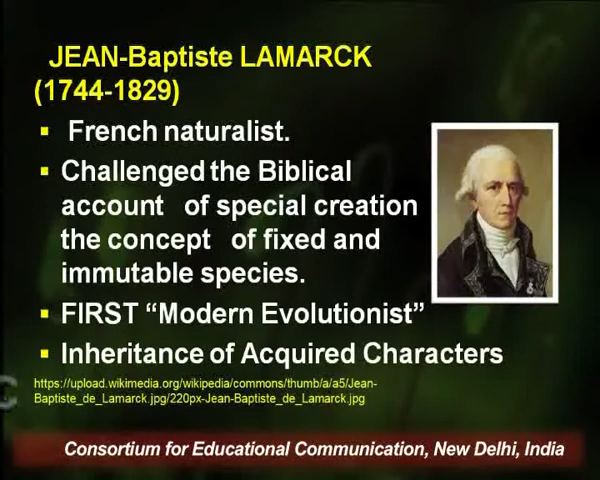 JEAN-Baptiste LAMARCK
(1744-1829)
▪ French naturalist.
▪ Challenged the Biblical
account of special creation
the concept of fixed and
immutable species.
▪ FIRST “Modern Evolutionist”
▪ Inheritance of Acquired Characters
https://upload.wikimedia.org/wikipedia/commons/thumb/a/a5/Jean-
Baptiste_de_Lamarck.jpg/220px-Jean-Baptiste_de_Lamarck.jpg
Consortium for Educational Communication, New Delhi, India